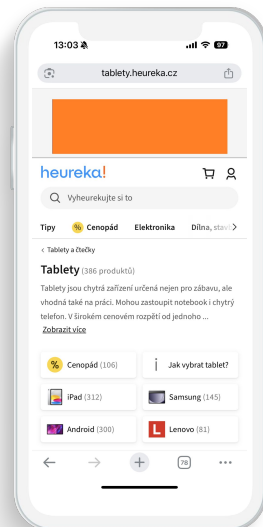 13:03
97
tablety.heureka.cz
heureka!
Vyheurekujte si to
Tipy % Cenopád Elektronika Dílna, stav
‹ Tablety a čtečky
Tablety (386 produktů)
Tablety jsou chytrá zařízení určená nejen pro zábavu, ale
vhodná také na práci. Mohou zastoupit notebook i chytrý
telefon. V širokém cenovém rozpětí od jednoho ...
Zobrazit více
% Cenopád (106)
Jak vybrat tablet?
iPad (312)
Samsung (145)
Android (300)
L Lenovo (81)
78